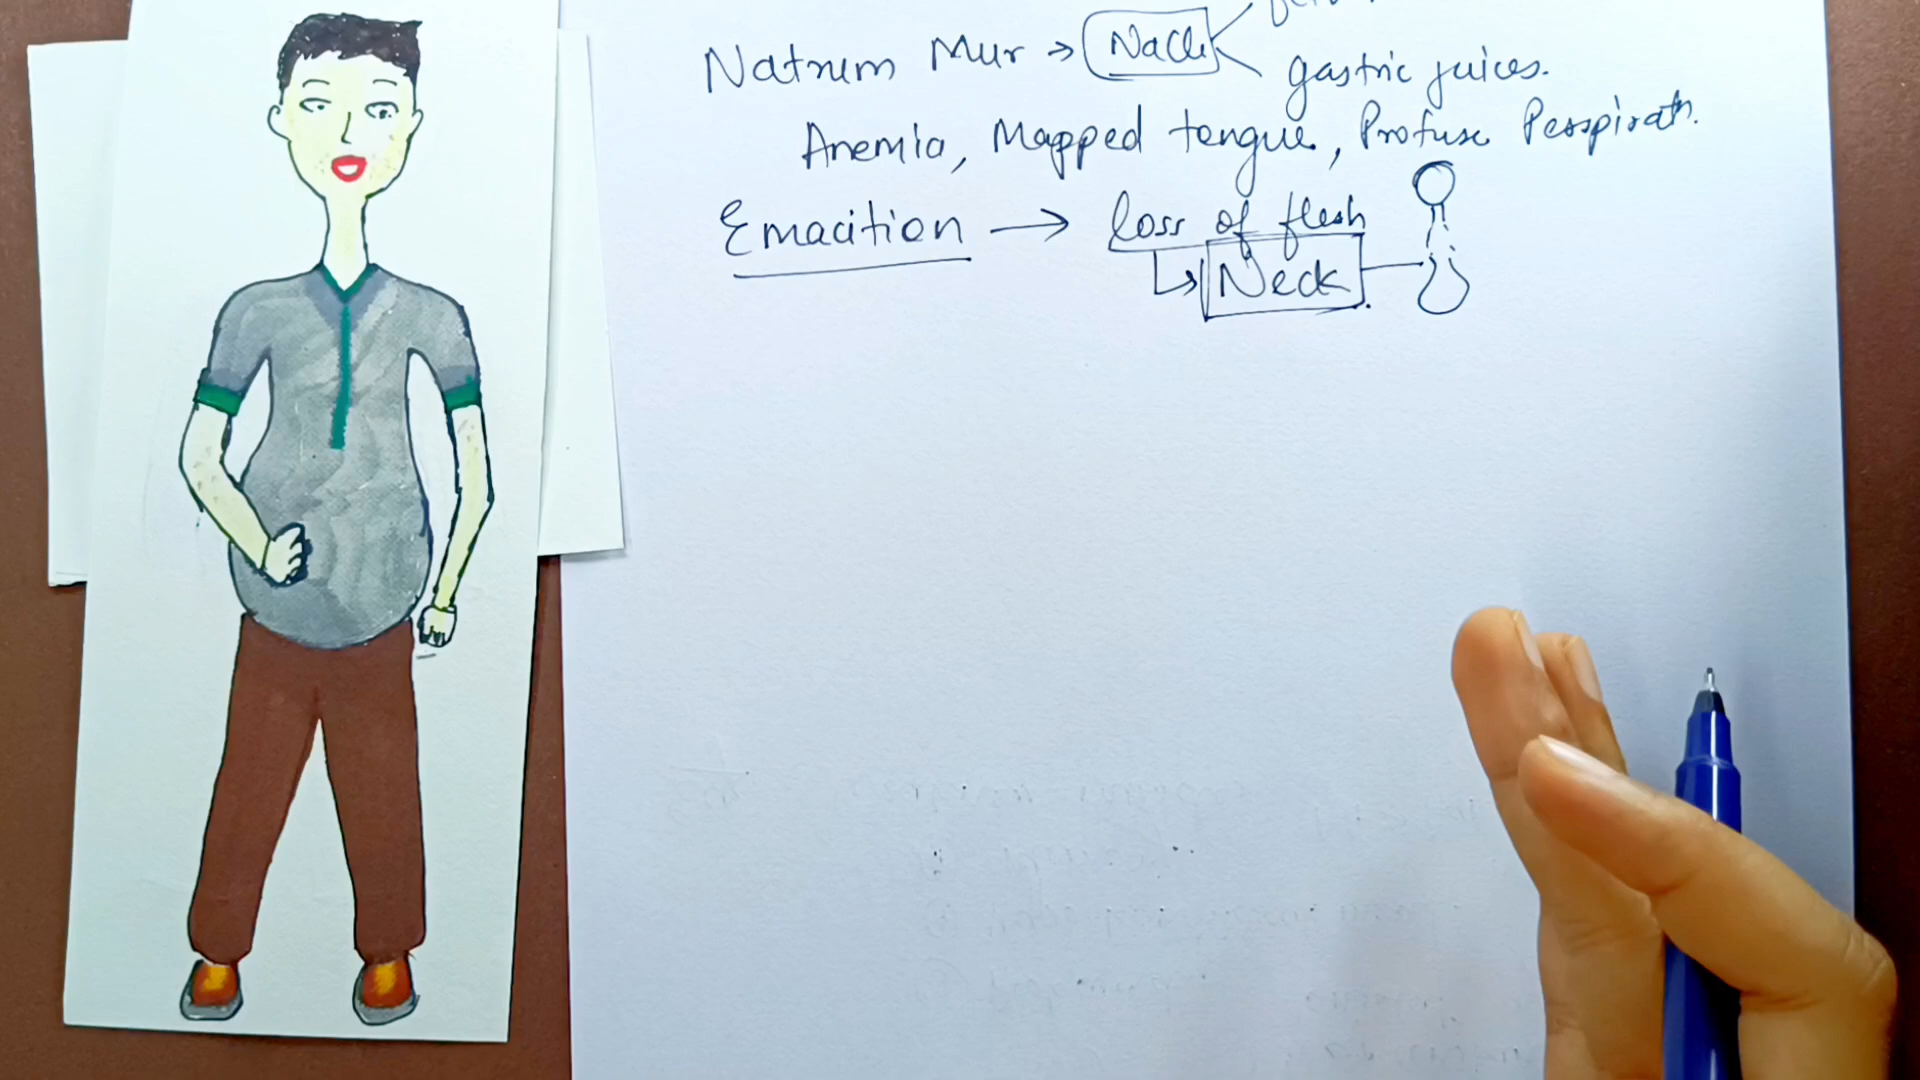 Natrum Mur → NaCl
gastric juices.
Anemia, Mapped tongue, Profuse Perspirath.
Emacition → loss of flesh
↳ Neck